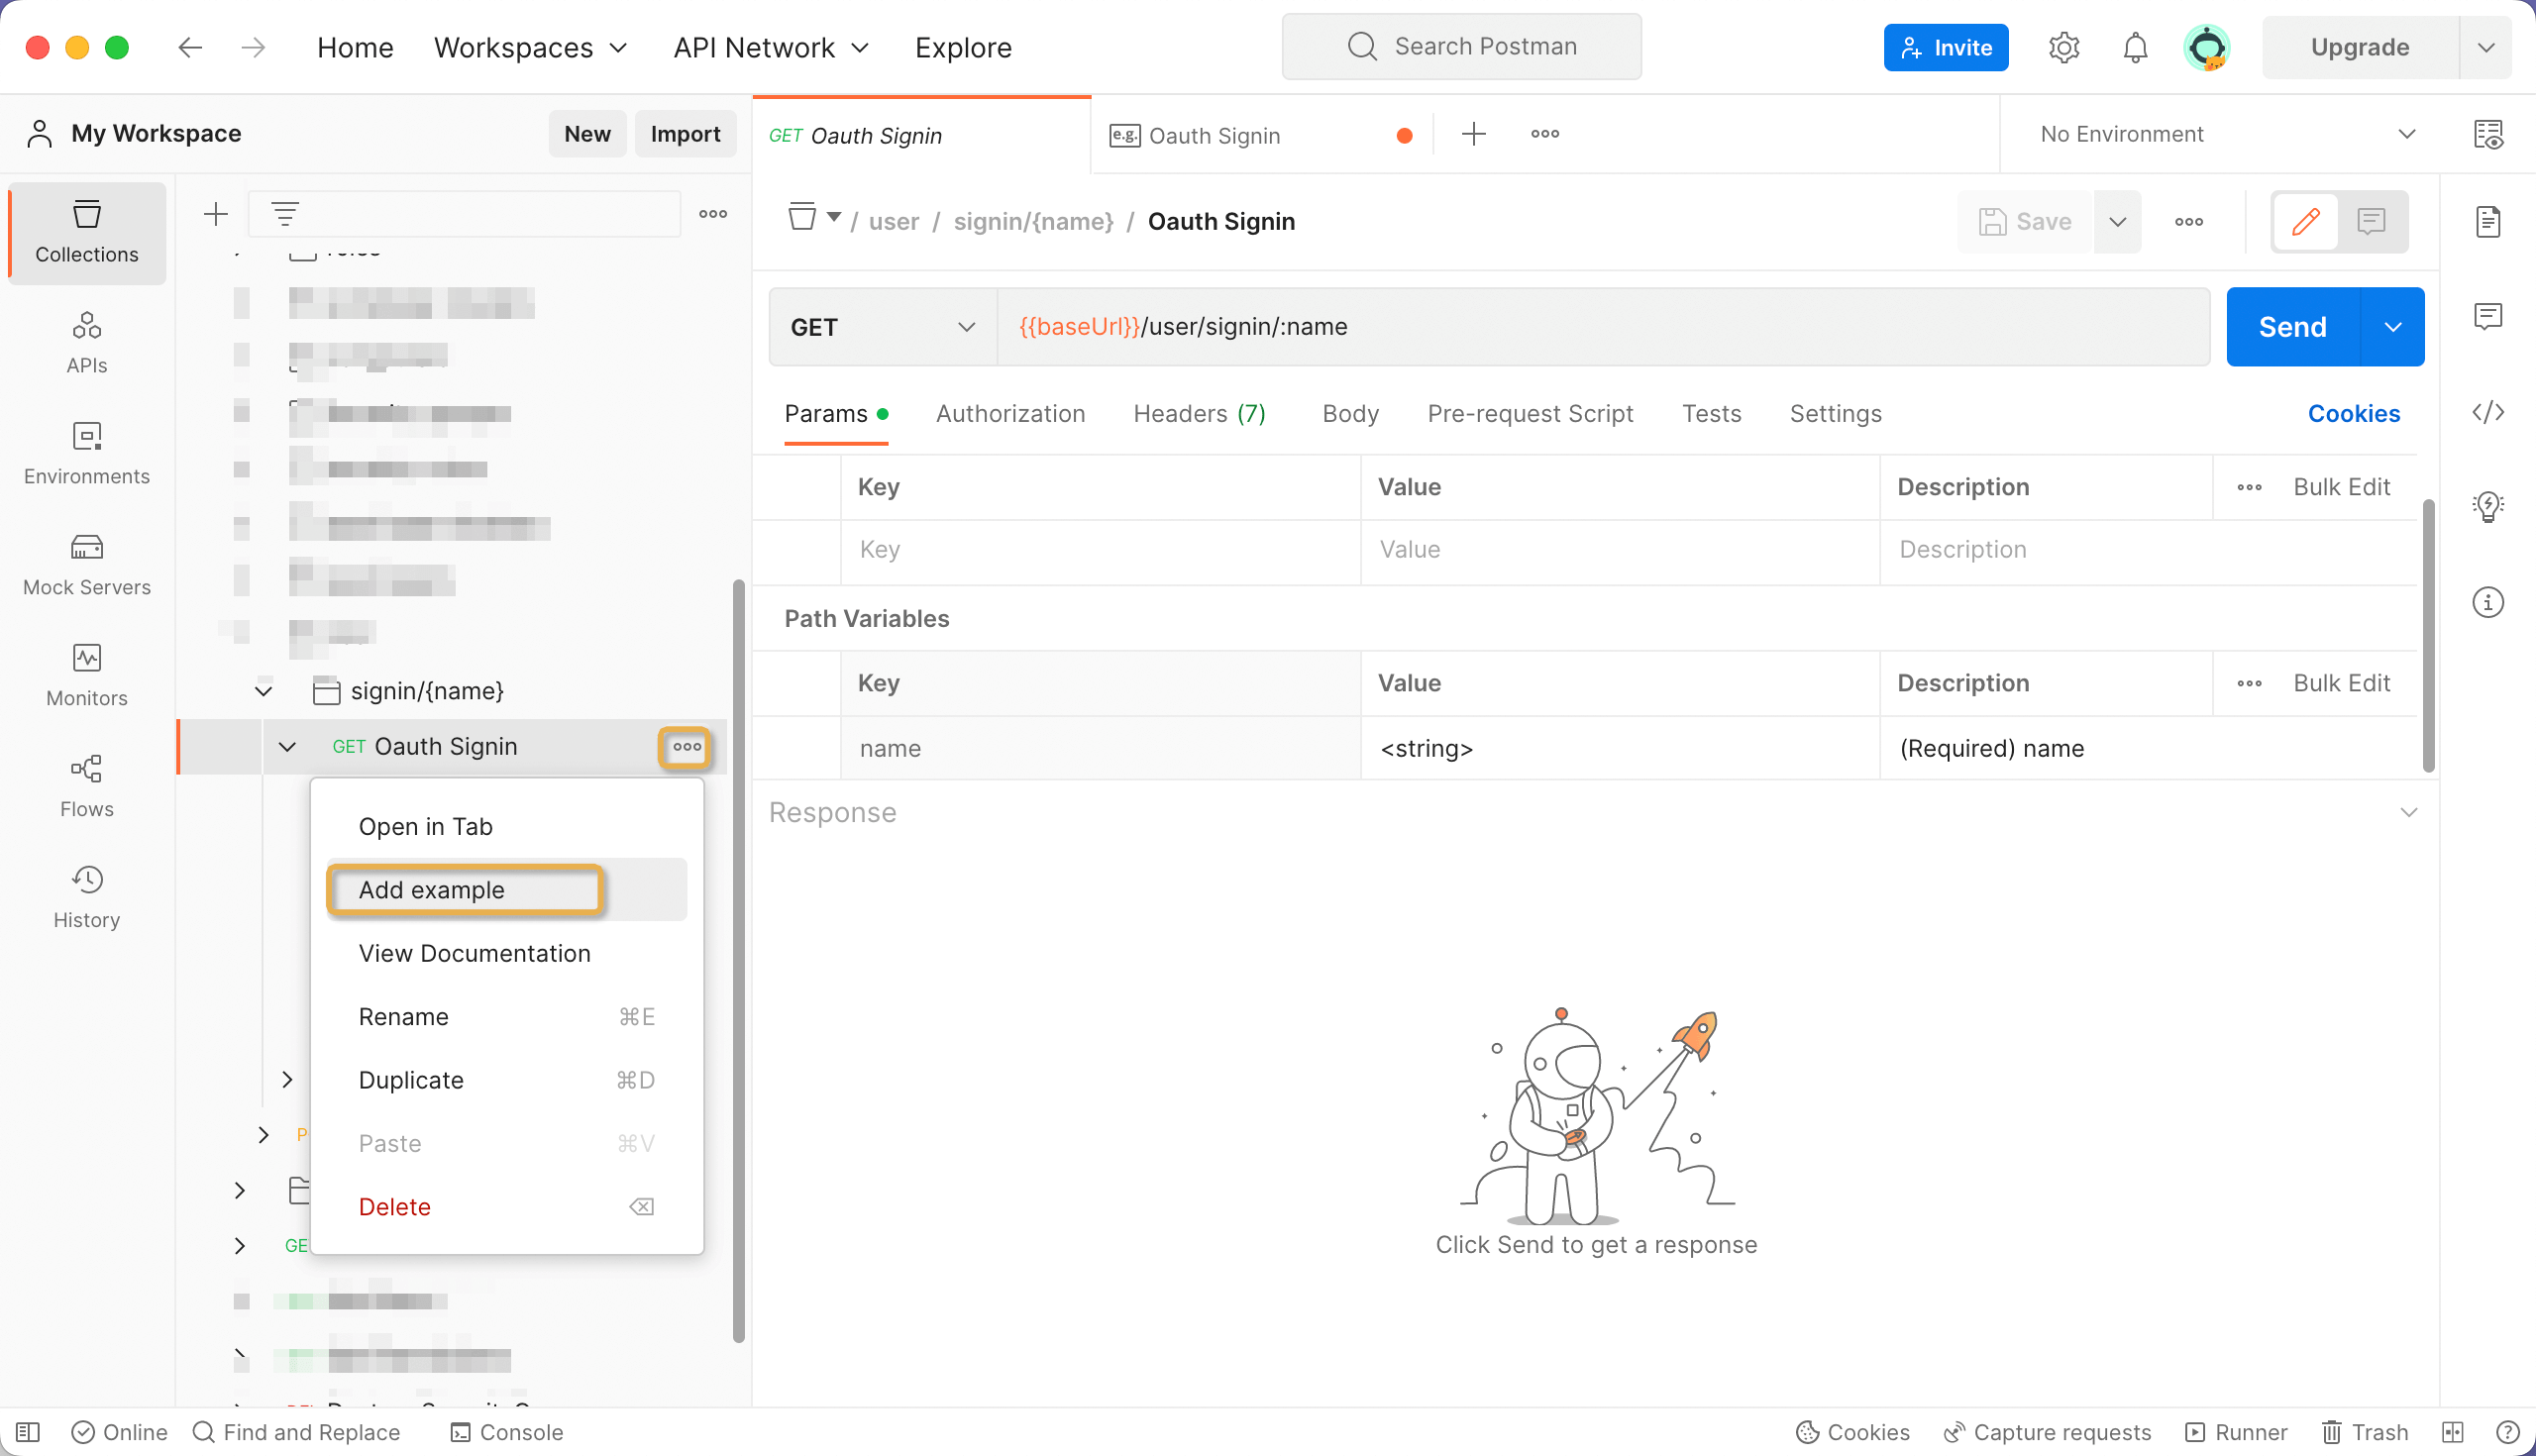 Home Workspaces API Network Explore Search Postman Invite Upgrade
My Workspace New Import
GET Oauth Signin e.g. Oauth Signin No Environment
Collections
APIs
Environments
Mock Servers
Monitors
Flows
History
signin/{name}
GET Oauth Signin
Open in Tab
Add example
View Documentation
Rename ⌘E
Duplicate ⌘D
Paste ⌘V
Delete
/ user / signin/{name} / Oauth Signin Save
GET {{baseUrl}}/user/signin/:name Send
Params Authorization Headers (7) Body Pre-request Script Tests Settings Cookies
Key Value Description Bulk Edit
Key Value Description
Path Variables
Key Value Description Bulk Edit
name <string> (Required) name
Response
Click Send to get a response
Online Find and Replace Console Cookies Capture requests Runner Trash